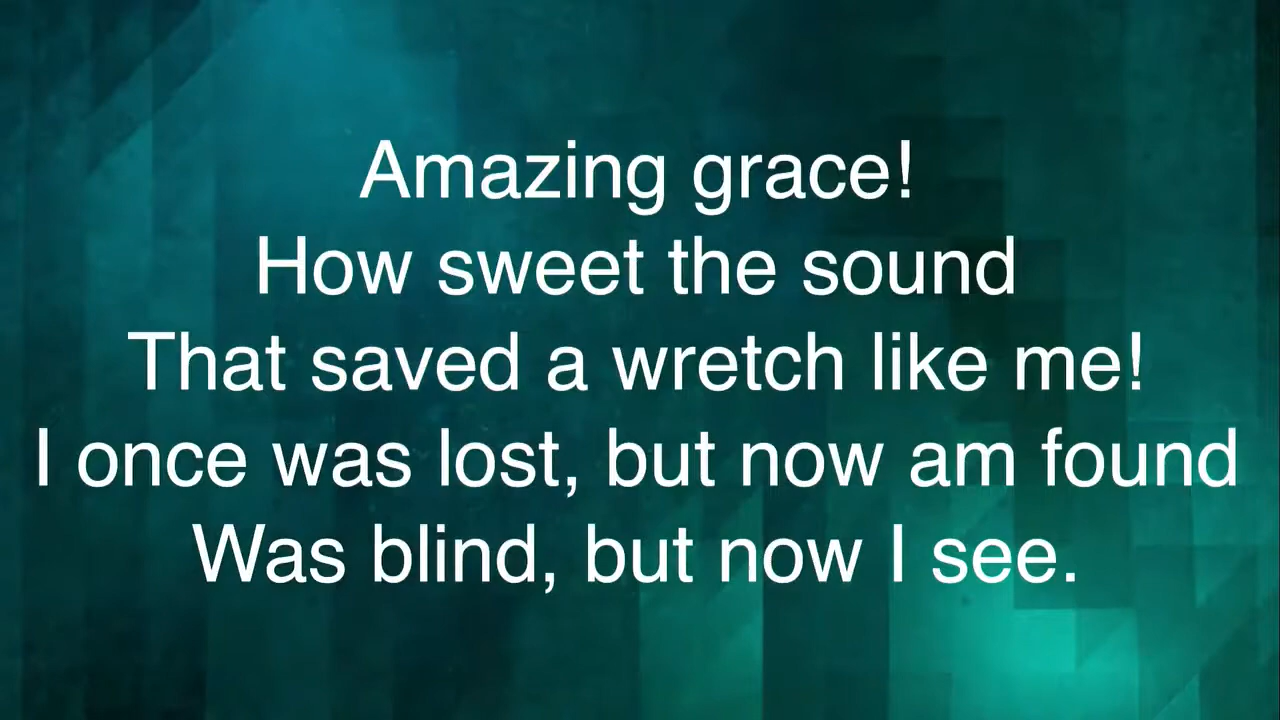 Amazing grace!
How sweet the sound
That saved a wretch like me!
I once was lost, but now am found
Was blind, but now I see.